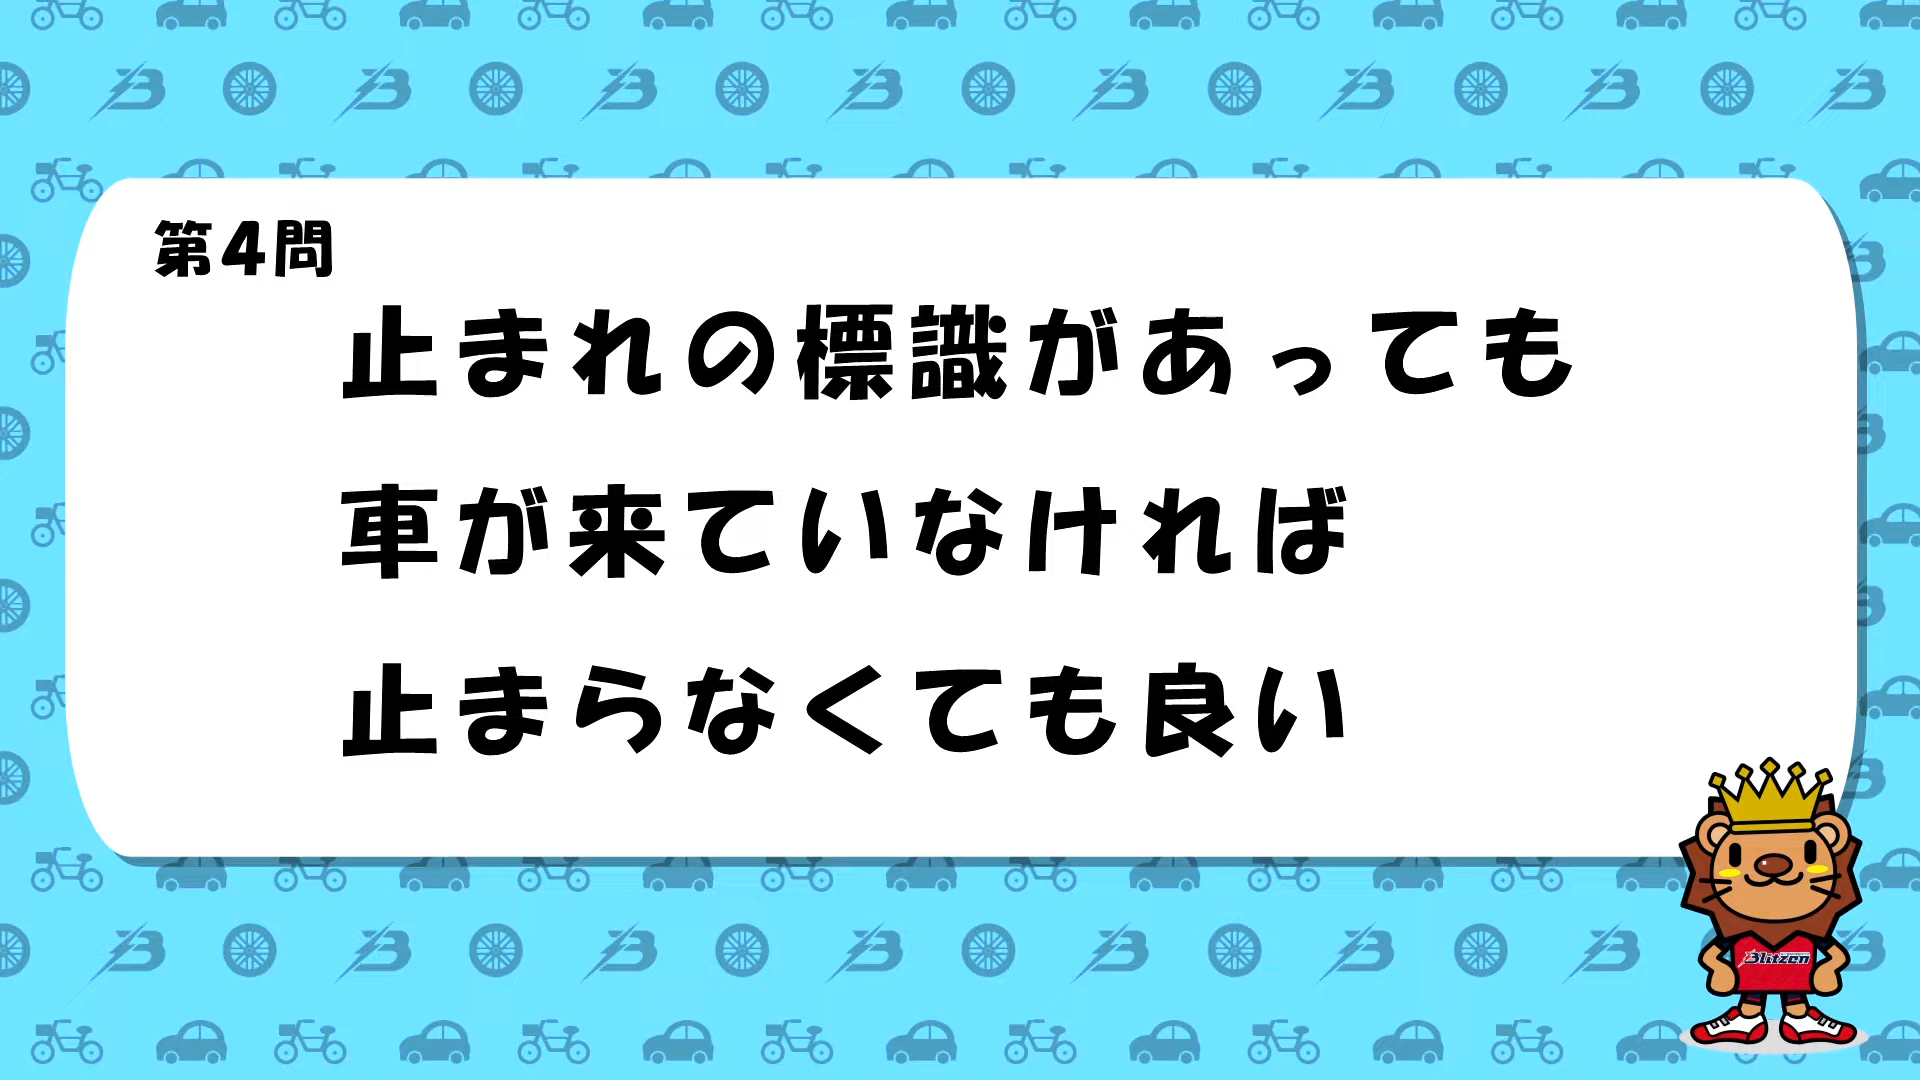 第4問
止まれの標識があっても
車が来ていなければ
止まらなくても良い
Blitzen